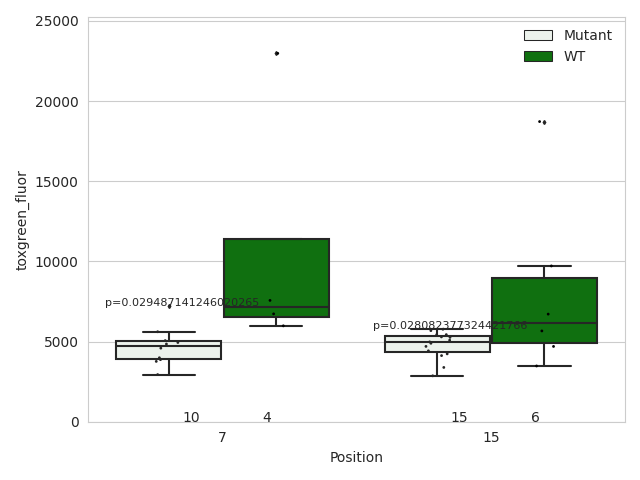 25000
Mutant
WT
20000
15000
10000
5000
0
toxgreen_fluor
p=0.029487141246020265
p=0.028082377324421766
10 4 15 6
7 15
Position